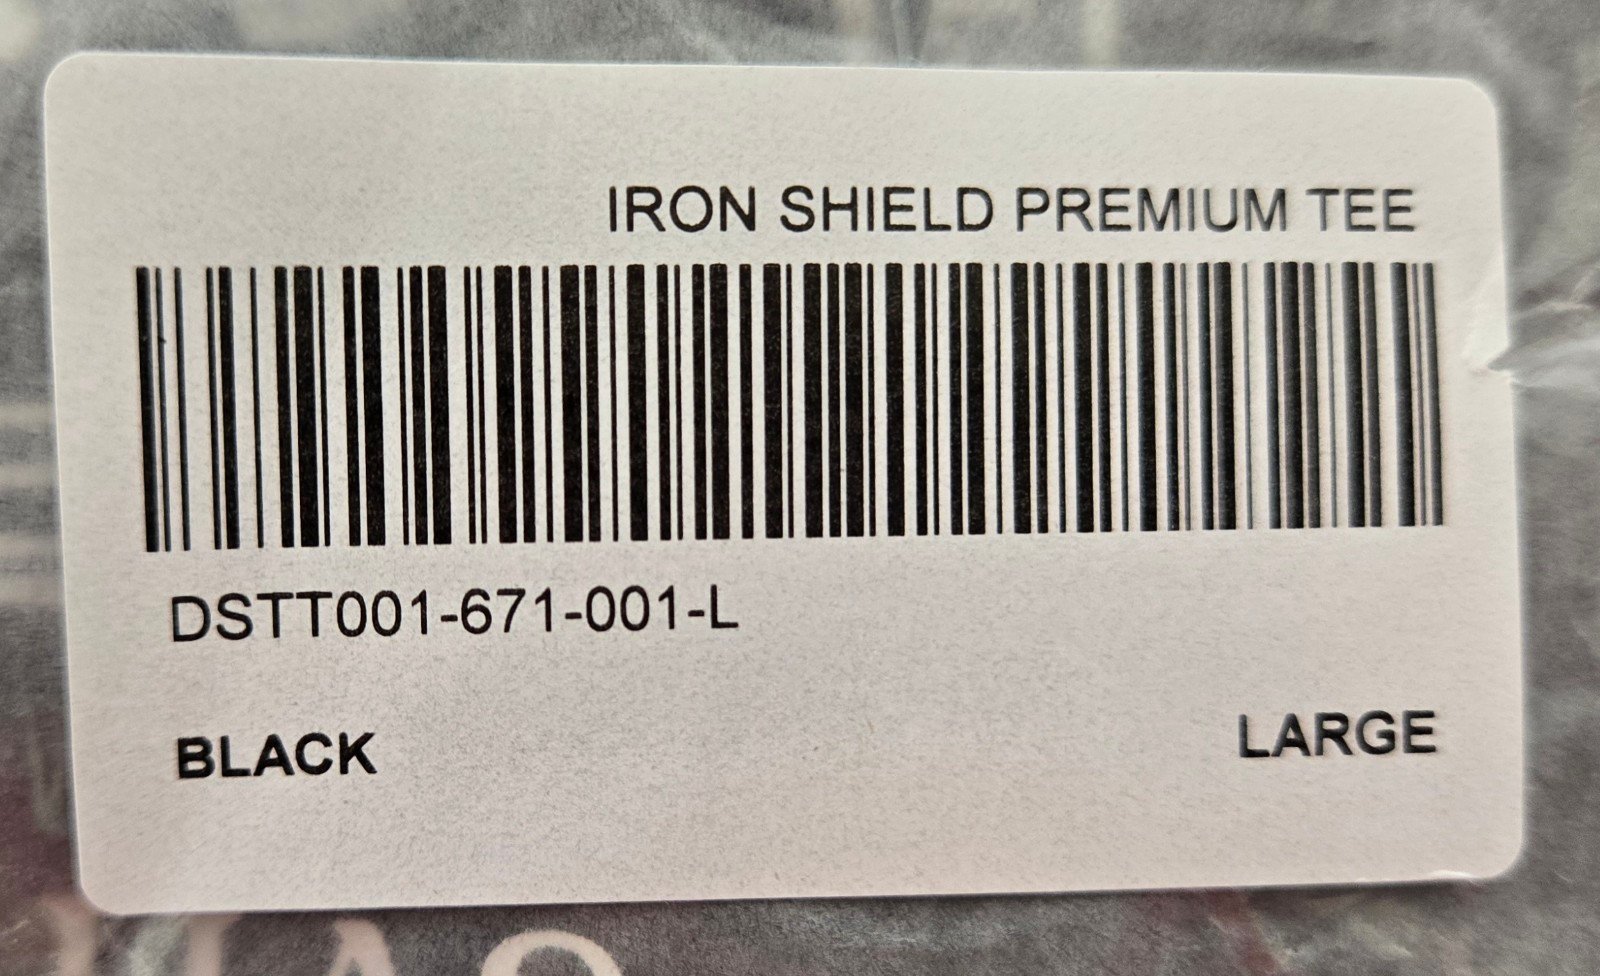 IRON SHIELD PREMIUM TEE
DSTT001-671-001-L
BLACK
LARGE